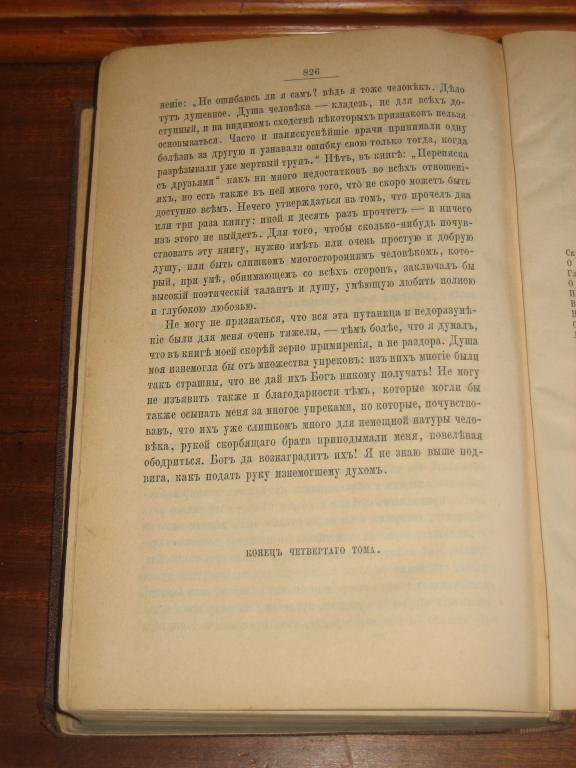 826
неніе: „Не ошибаюсь ли я самъ? вѣдь я тоже человѣкъ. Дѣло
тутъ душевное. Душа человѣка — кладезь, не для всѣхъ до-
ступный, и на видимомъ сходствѣ нѣкоторыхъ признаковъ нельзя
основываться. Часто и наиискуснѣйшіе врачи принимали одну
болѣзнь за другую и узнавали ошибку свою только тогда, когда
разрѣзывали уже мертвый трупъ.“ Нѣтъ, въ книгѣ: „Переписка
съ друзьями“ какъ ни много недостатковъ во всѣхъ отношені-
яхъ, но есть также въ ней много того, что̀ не скоро можетъ быть
доступно всѣмъ. Нечего утверждаться на томъ, что прочелъ два
или три раза книгу: иной и десять разъ прочтетъ — и ничего
изъ этого не выйдетъ. Для того, чтобы сколько-нибудь почув-
ствовать эту книгу, нужно имѣть или очень простую и добрую
душу, или быть слишкомъ многостороннимъ человѣкомъ, кото-
рый, при умѣ, обнимающемъ со всѣхъ сторонъ, заключалъ бы
высокій поэтическій талантъ и душу, умѣющую любить полною
и глубокою любовью.
Не могу не признаться, что вся эта путаница и недоразумѣ-
ніе были для меня очень тяжелы, — тѣмъ болѣе, что я думалъ,
что въ книгѣ моей скорѣй зерно примиренія, а не раздора. Душа
моя изнемогла бы отъ множества упрековъ: изъ нихъ многіе были
такъ страшны, что не дай ихъ Богъ никому получать! Не могу
не изъявить также и благодарности тѣмъ, которые могли бы
также осыпать меня за многое упреками, но которые, почувство-
вавъ, что ихъ уже слишкомъ много для немощной натуры чело-
вѣка, рукой скорбящаго брата приподымали меня, повелѣвая
ободриться. Богъ да вознаградитъ ихъ! Я не знаю выше под-
вига, какъ подать руку изнемогшему духомъ.
КОНЕЦЪ ЧЕТВЕРТАГО ТОМА.